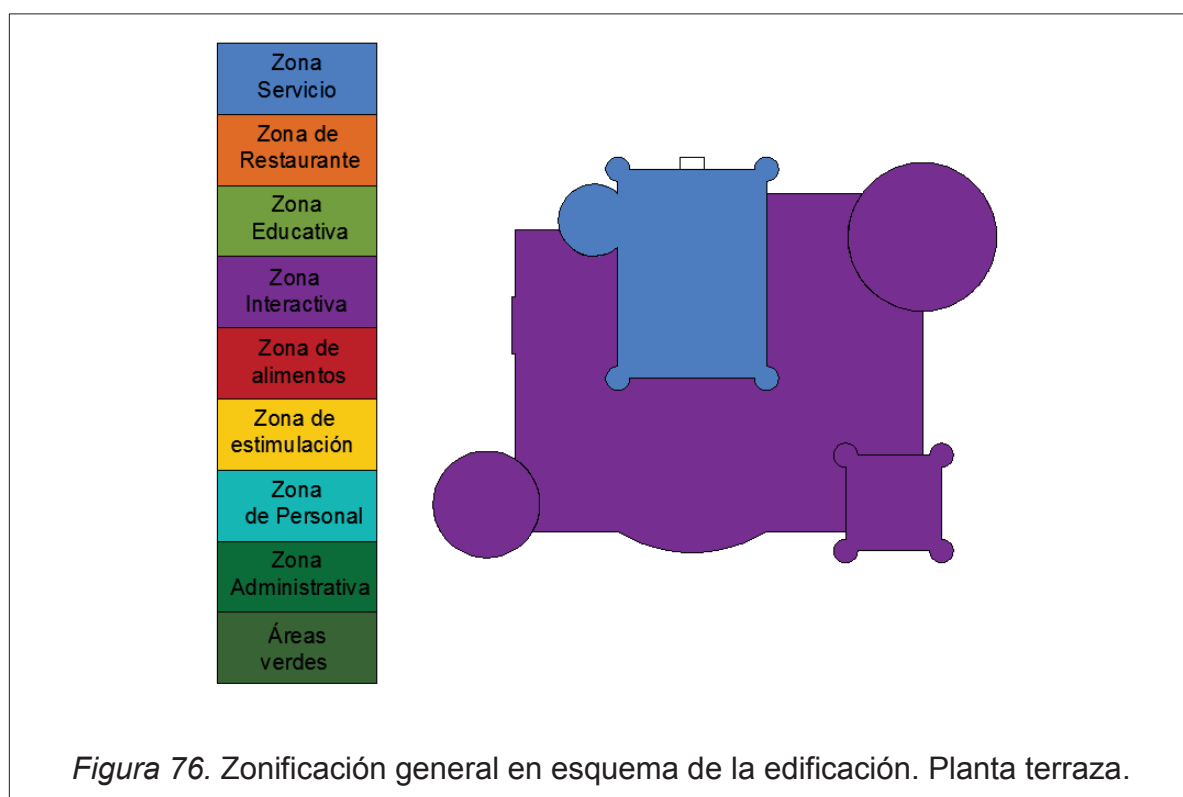 Zona
Servicio
Zona de
Restaurante
Zona
Educativa
Zona
Interactiva
Zona de
alimentos
Zona de
estimulación
Zona
de Personal
Zona
Administrativa
Áreas
verdes
Figura 76. Zonificación general en esquema de la edificación. Planta terraza.